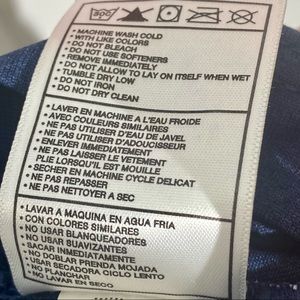 30C
• MACHINE WASH COLD
• WITH LIKE COLORS
• DO NOT BLEACH
• DO NOT USE SOFTENERS
REMOVE IMMEDIATELY
• DO NOT ALLOW TO LAY ON ITSELF WHEN WET
• TUMBLE DRY LOW
• DO NOT IRON
• DO NOT DRY CLEAN
• LAVER EN MACHINE A L'EAU FROIDE
• AVEC COULEURS SIMILAIRES
• NE PAS UTILISER D'EAU DE JAVEL
• NE PAS UTILISER D'ADOUCISSEUR
ENLEVER IMMEDIATEMENT
• NE PAS LAISSER LE VETEMENT
PLIE LORSQU'IL EST MOUILLE
• SECHER EN MACHINE CYCLE DELICAT
• NE PAS REPASSER
• NE PAS NETTOYER A SEC
• LAVAR A MAQUINA EN AGUA FRIA
• CON COLORES SIMILARES
• NO USAR BLANQUEADORES
• NO USAR SUAVIZANTES
SACAR IMMEDIATAMENTE
• NO DOBLAR PRENDA MOJADA
• USAR SECADORA CICLO LENTO
• NO PLANCHAR
• NO LAVAR EN SECO